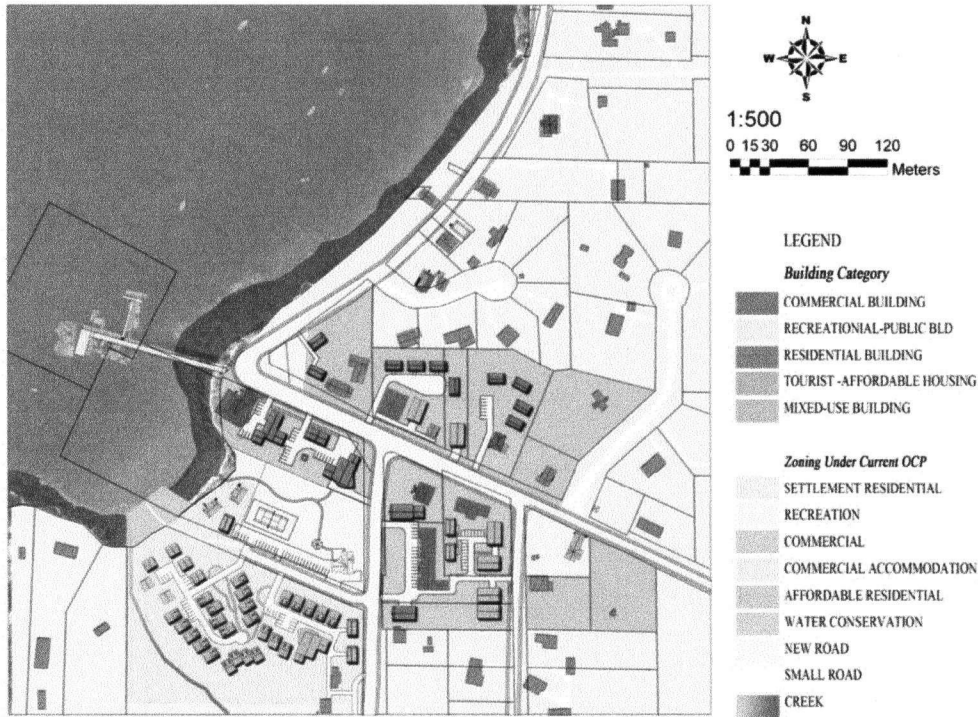 N
W E
S
1:500
0 15 30 60 90 120
Meters
LEGEND
Building Category
COMMERCIAL BUILDING
RECREATIONIAL-PUBLIC BLD
RESIDENTIAL BUILDING
TOURIST -AFFORDABLE HOUSING
MIXED-USE BUILDING
Zoning Under Current OCP
SETTLEMENT RESIDENTIAL
RECREATION
COMMERCIAL
COMMERCIAL ACCOMMODATION
AFFORDABLE RESIDENTIAL
WATER CONSERVATION
NEW ROAD
SMALL ROAD
CREEK